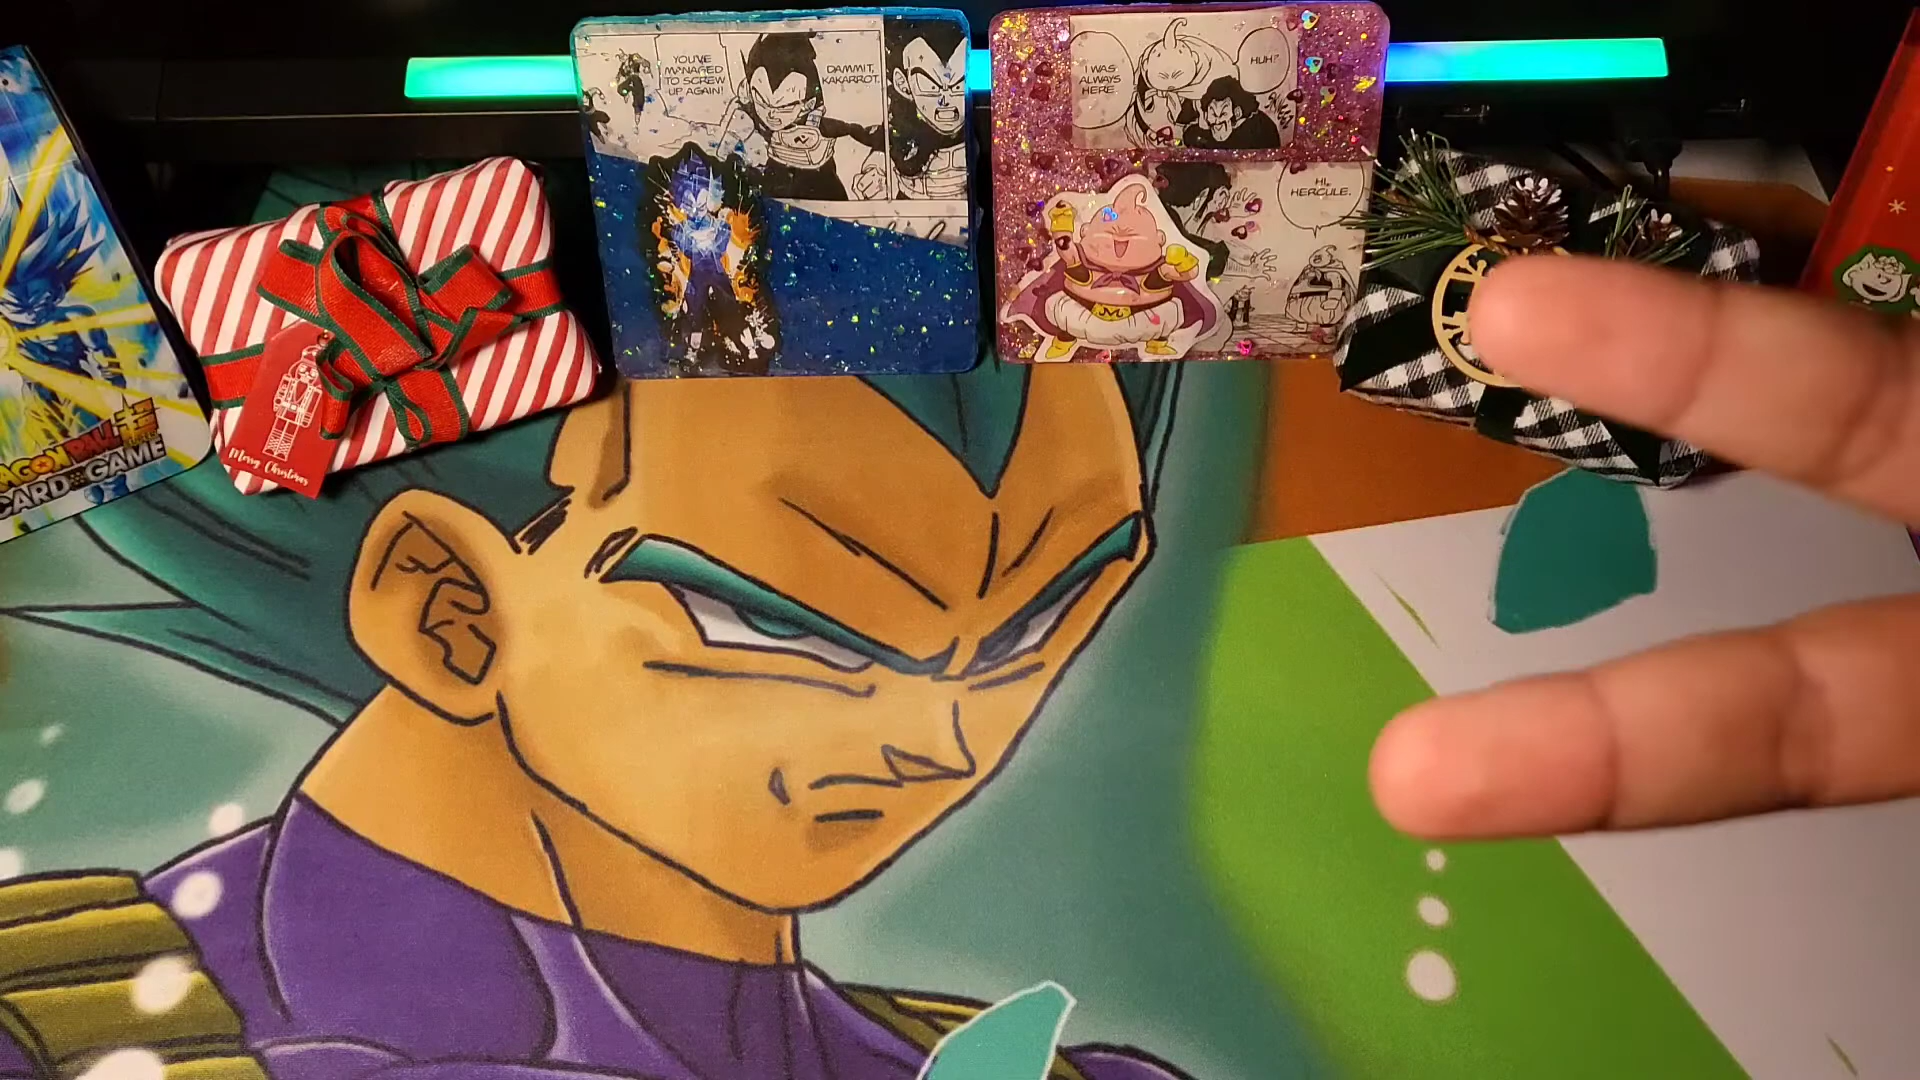 YOU'VE
MANAGED
TO SCREW
UP AGAIN!
DAMMIT,
KAKARROT.
I WAS
ALWAYS
HERE.
HUH?
HI,
HERCULE.
Merry Christmas
DRAGON BALL
SUPER
CARD GAME